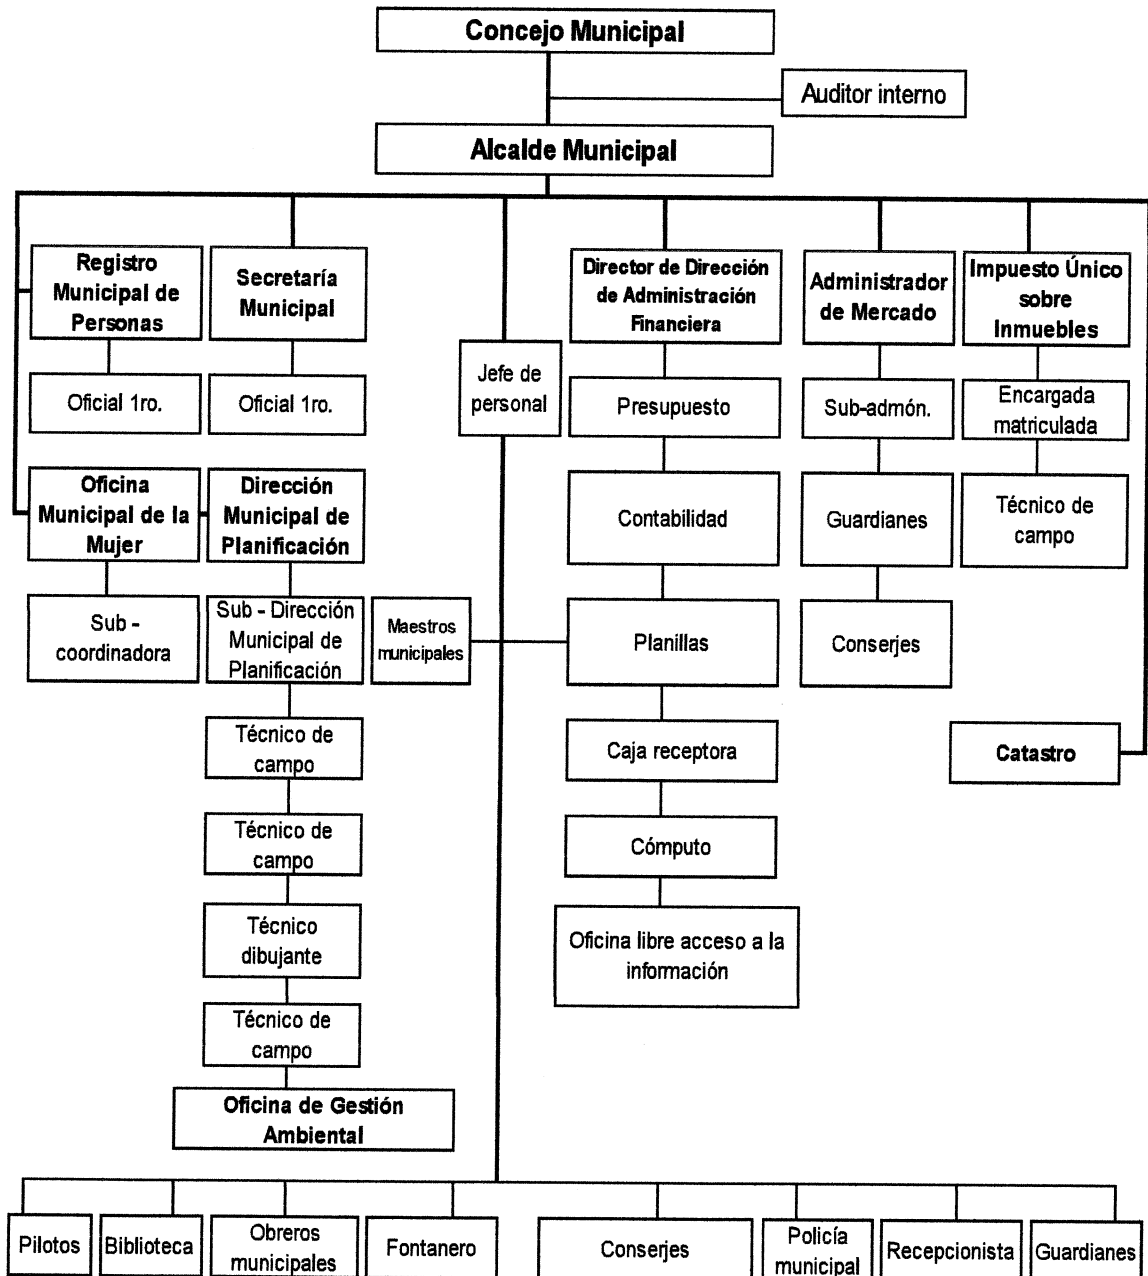 Concejo Municipal
Auditor interno
Alcalde Municipal
Registro
Municipal de
Personas
Secretaría
Municipal
Director de Dirección
de Administración
Financiera
Administrador
de Mercado
Impuesto Único
sobre
Inmuebles
Oficial 1ro.
Oficial 1ro.
Jefe de
personal
Presupuesto
Sub-admón.
Encargada
matriculada
Oficina
Municipal de la
Mujer
Dirección
Municipal de
Planificación
Contabilidad
Guardianes
Técnico de
campo
Sub -
coordinadora
Sub - Dirección
Municipal de
Planificación
Maestros
municipales
Planillas
Conserjes
Técnico de
campo
Caja receptora
Catastro
Técnico de
campo
Cómputo
Técnico
dibujante
Oficina libre acceso a la
información
Técnico de
campo
Oficina de Gestión
Ambiental
Pilotos
Biblioteca
Obreros
municipales
Fontanero
Conserjes
Policía
municipal
Recepcionista
Guardianes